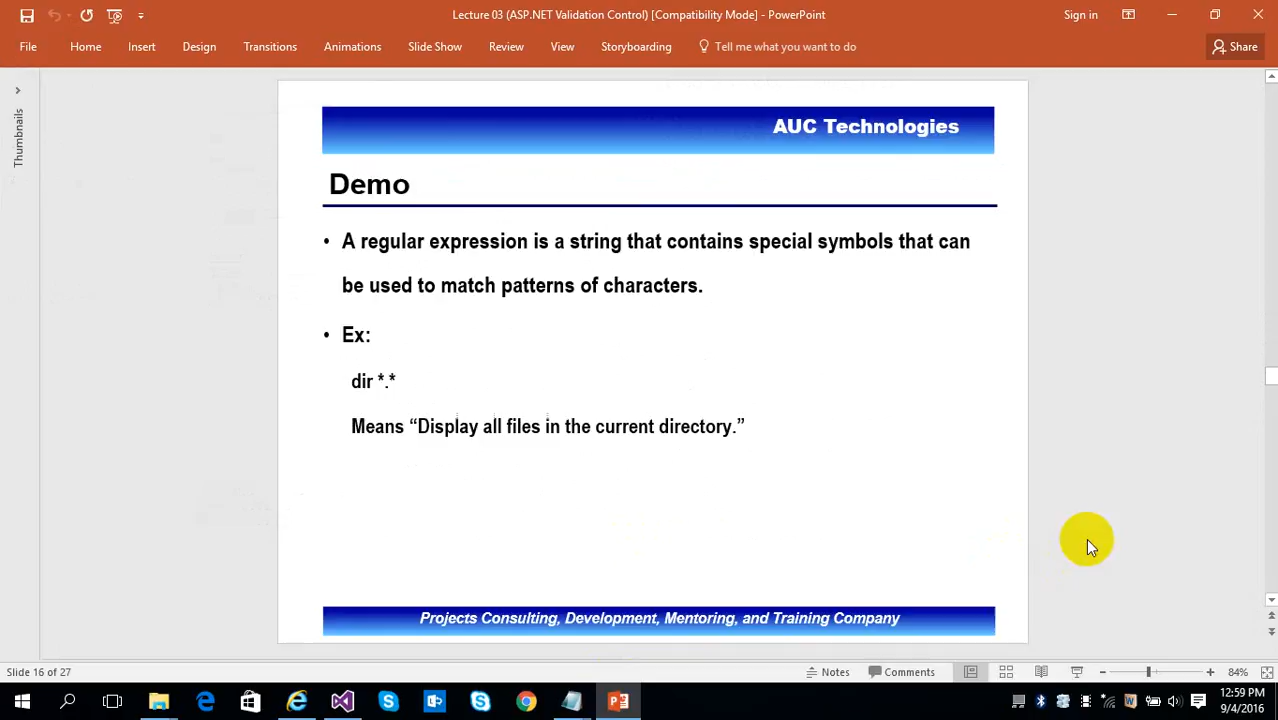 Lecture 03 (ASP.NET Validation Control) [Compatibility Mode] - PowerPoint
Sign in
File Home Insert Design Transitions Animations Slide Show Review View Storyboarding Tell me what you want to do Share
Thumbnails
AUC Technologies
Demo
• A regular expression is a string that contains special symbols that can
be used to match patterns of characters.
• Ex:
dir *.*
Means “Display all files in the current directory.”
Projects Consulting, Development, Mentoring, and Training Company
Slide 16 of 27 Notes Comments 84%
12:59 PM
9/4/2016